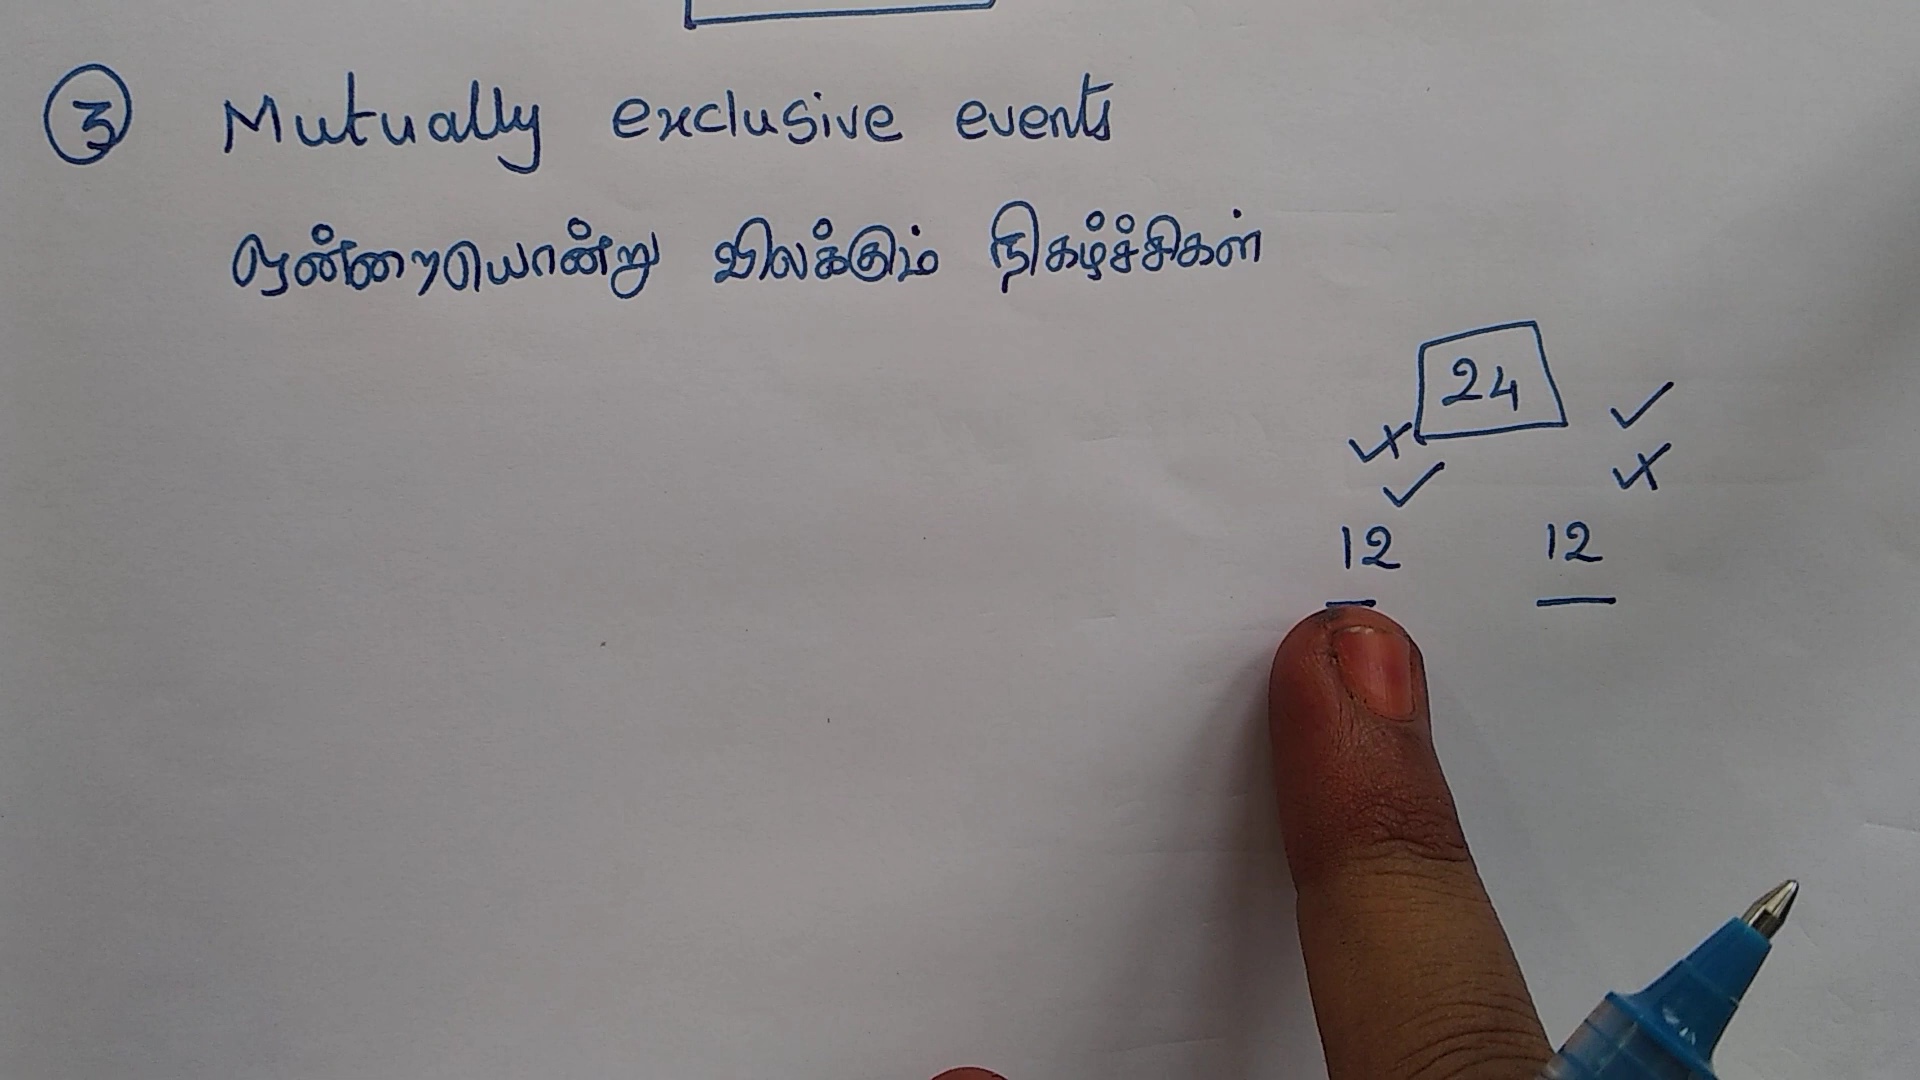 3 Mutually exclusive events
ஒன்றையொன்று விலக்கும் நிகழ்ச்சிகள்
24
12 12